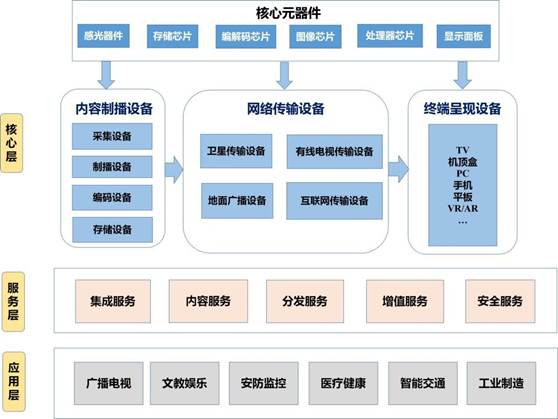 核心元器件
感光器件
存储芯片
编解码芯片
图像芯片
处理器芯片
显示面板
核心层
内容制播设备
采集设备
制播设备
编码设备
存储设备
网络传输设备
卫星传输设备
有线电视传输设备
地面广播设备
互联网传输设备
终端呈现设备
TV
机顶盒
PC
手机
平板
VR/AR
…
服务层
集成服务
内容服务
分发服务
增值服务
安全服务
应用层
广播电视
文教娱乐
安防监控
医疗健康
智能交通
工业制造